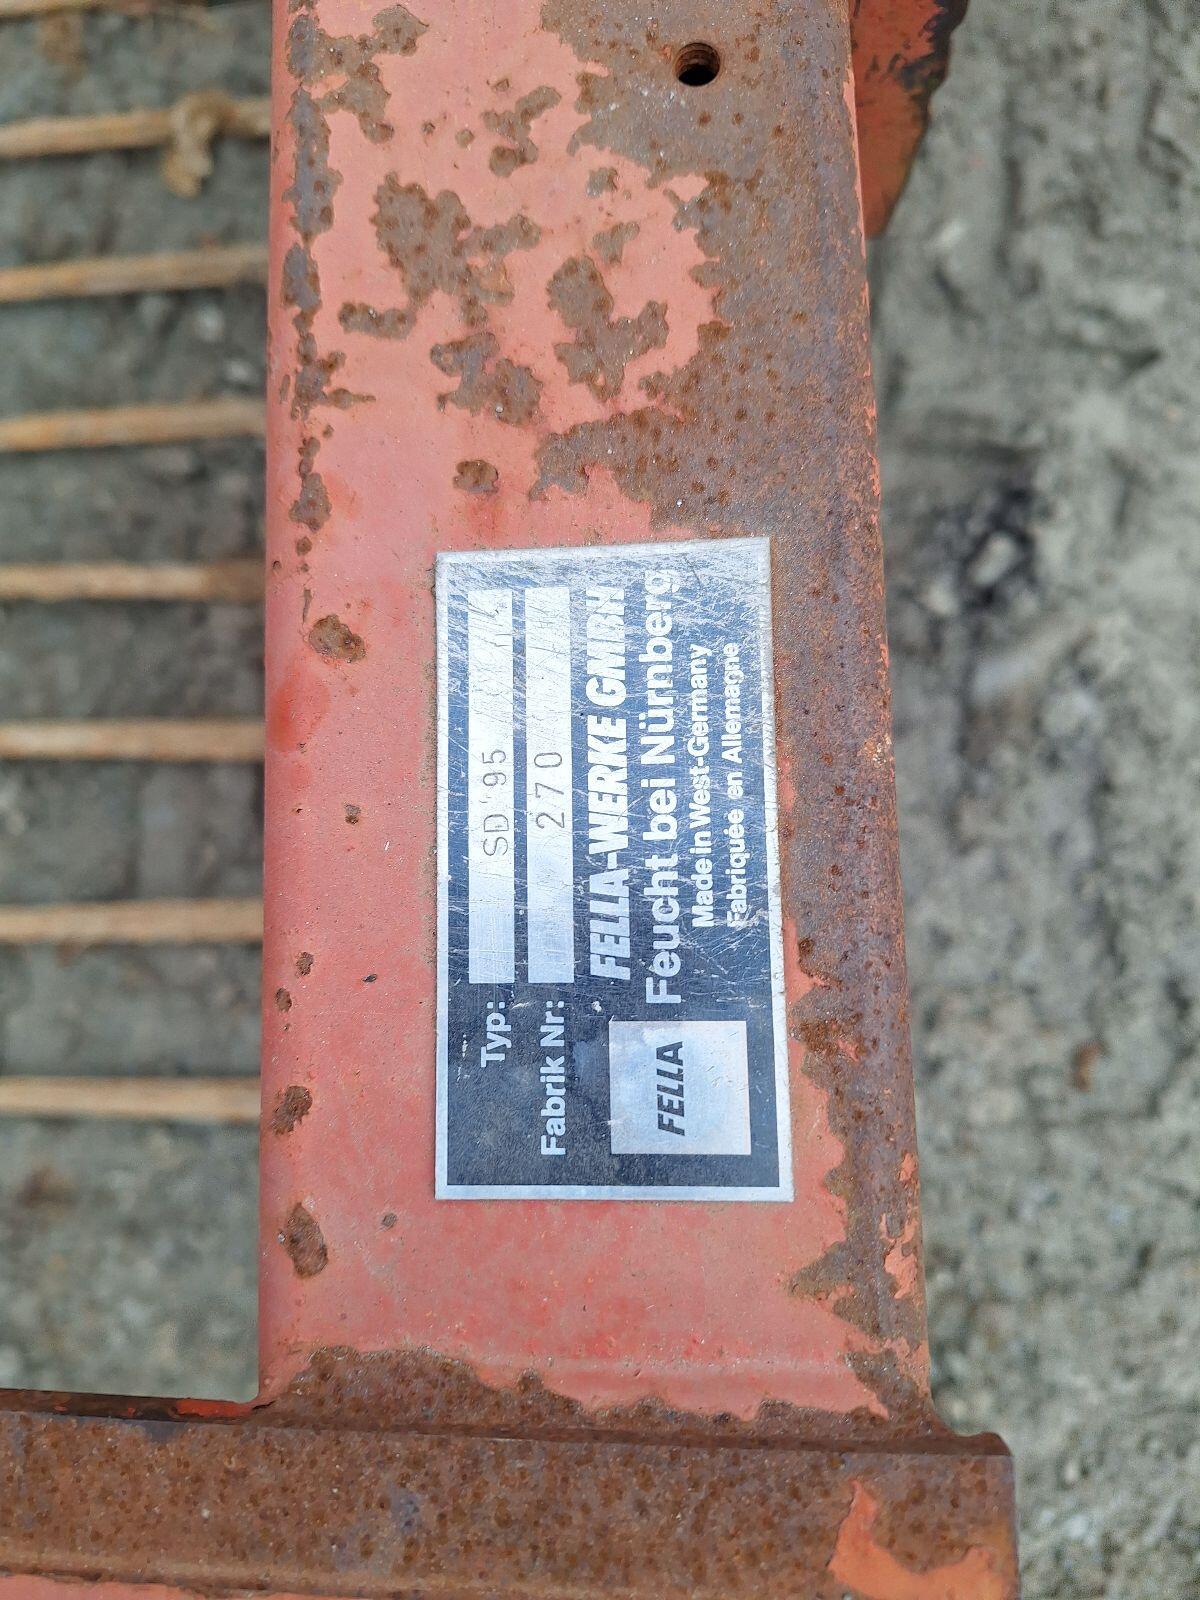 Typ: SD '95
Fabrik Nr: 270
FELLA
FELLA-WERKE GMBH
Feucht bei Nürnberg
Made in West-Germany
Fabriquée en Allemagne